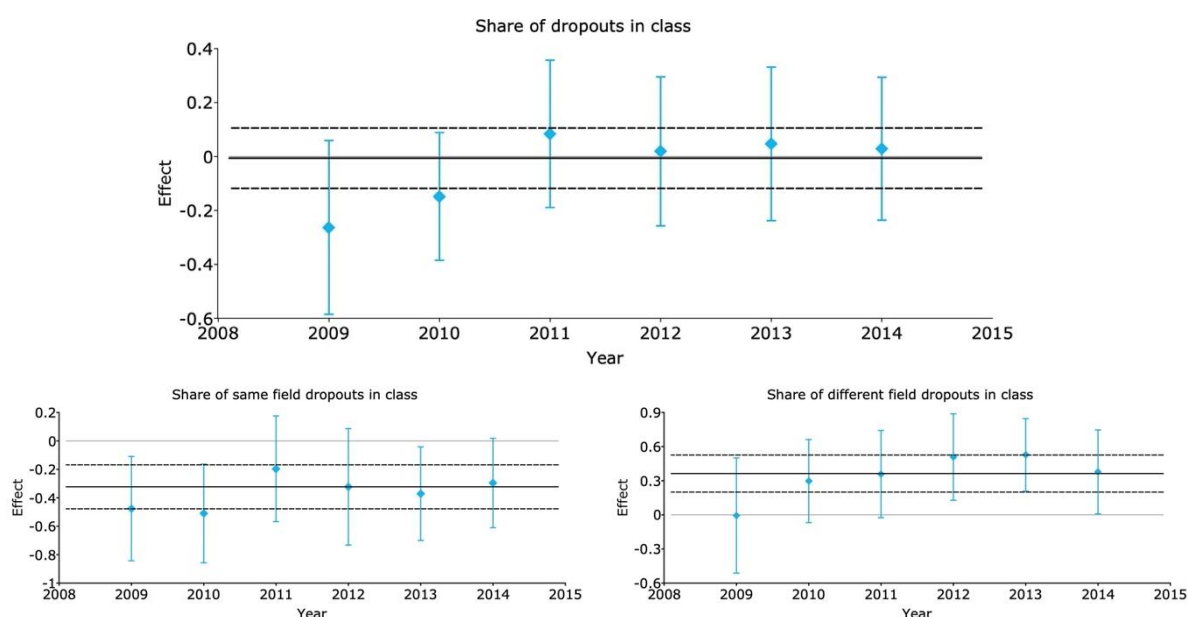 Share of dropouts in class
0.4
0.2
0
-0.2
-0.4
-0.6
Effect
2008 2009 2010 2011 2012 2013 2014 2015
Year
Share of same field dropouts in class
0.2
0
-0.2
-0.4
-0.6
-0.8
-1
Effect
2008 2009 2010 2011 2012 2013 2014 2015
Year
Share of different field dropouts in class
0.9
0.6
0.3
0
-0.3
-0.6
Effect
2008 2009 2010 2011 2012 2013 2014 2015
Year